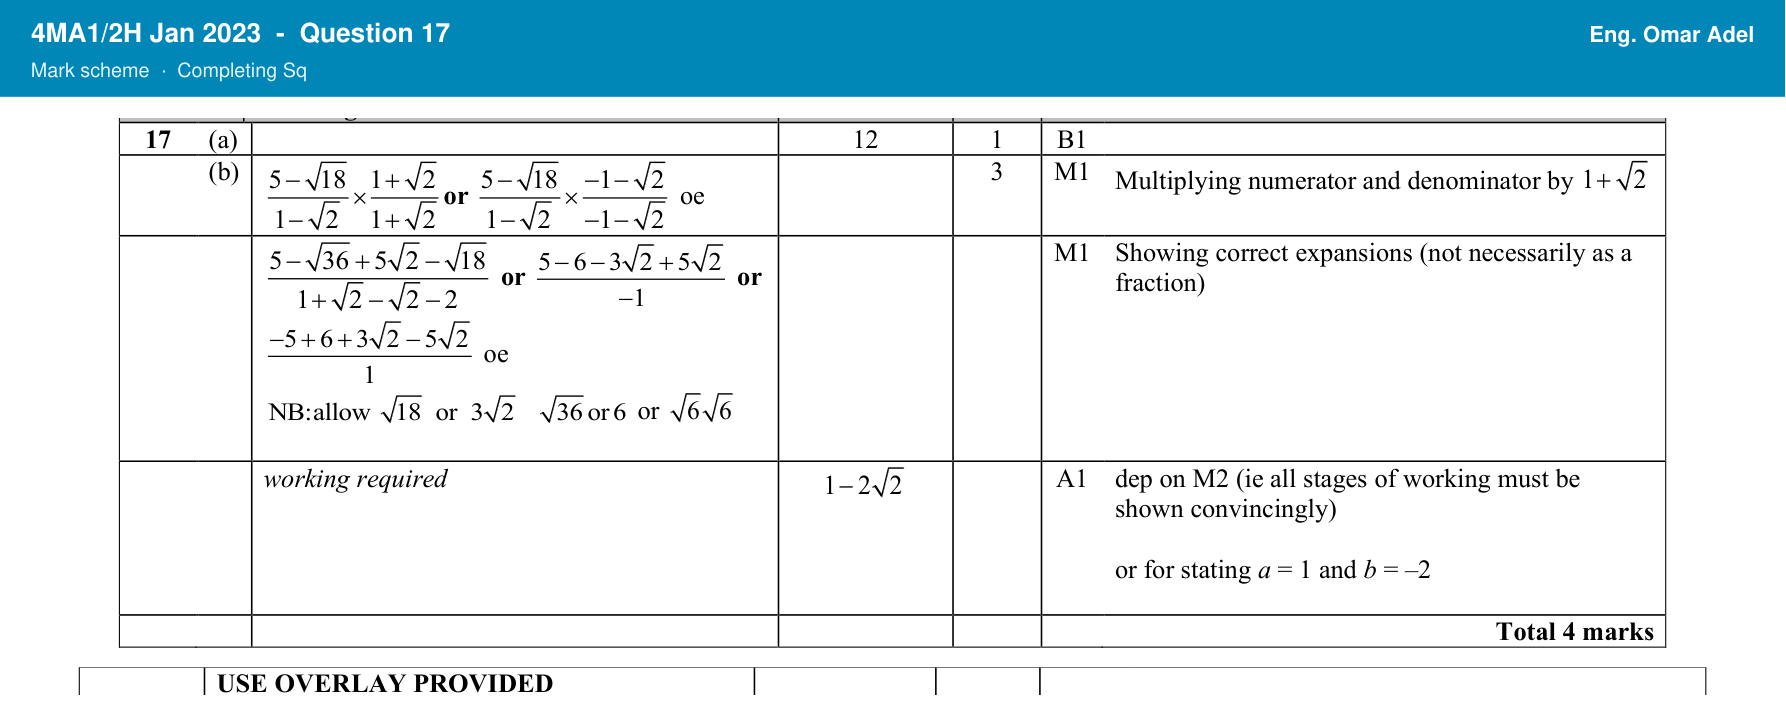 4MA1/2H Jan 2023 - Question 17
Eng. Omar Adel
Mark scheme · Completing Sq
17 (a) 12 1 B1
(b) (5−√18)/(1−√2) × (1+√2)/(1+√2) or (5−√18)/(1−√2) × (−1−√2)/(−1−√2) oe 3 M1 Multiplying numerator and denominator by 1+√2
(5−√36+5√2−√18)/(1+√2−√2−2) or (5−6−3√2+5√2)/(−1) or M1 Showing correct expansions (not necessarily as a
fraction)
(−5+6+3√2−5√2)/1 oe
NB: allow √18 or 3√2 √36 or 6 or √6√6
working required 1−2√2 A1 dep on M2 (ie all stages of working must be
shown convincingly)
or for stating a = 1 and b = –2
Total 4 marks
USE OVERLAY PROVIDED